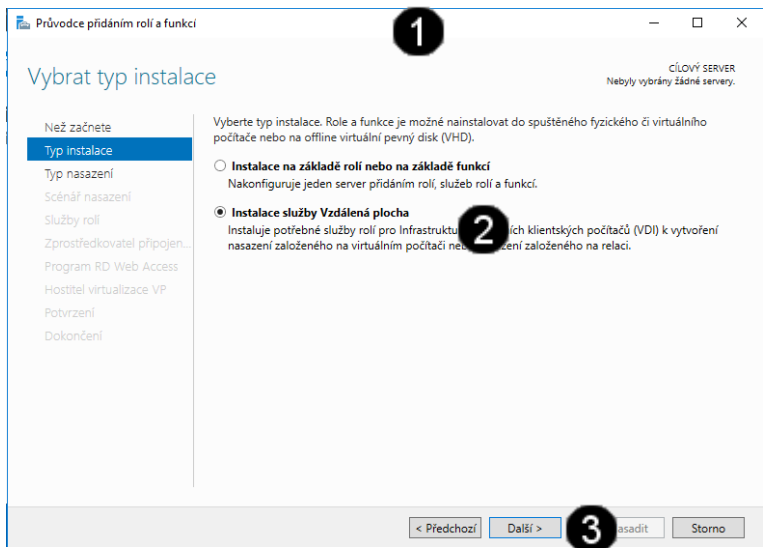 Průvodce přidáním rolí a funkcí
1
Vybrat typ instalace
CÍLOVÝ SERVER
Nebyly vybrány žádné servery.
Než začnete
Typ instalace
Typ nasazení
Scénář nasazení
Služby rolí
Zprostředkovatel připojen...
Program RD Web Access
Hostitel virtualizace VP
Potvrzení
Dokončení
Vyberte typ instalace. Role a funkce je možné nainstalovat do spuštěného fyzického či virtuálního
počítače nebo na offline virtuální pevný disk (VHD).
Instalace na základě rolí nebo na základě funkcí
Nakonfiguruje jeden server přidáním rolí, služeb rolí a funkcí.
Instalace služby Vzdálená plocha
2
Instaluje potřebné služby rolí pro klientských počítačů (VDI) k vytvoření
nasazení založeného na virtuálním počítači založeného na relaci.
< Předchozí
Další >
3
Storno